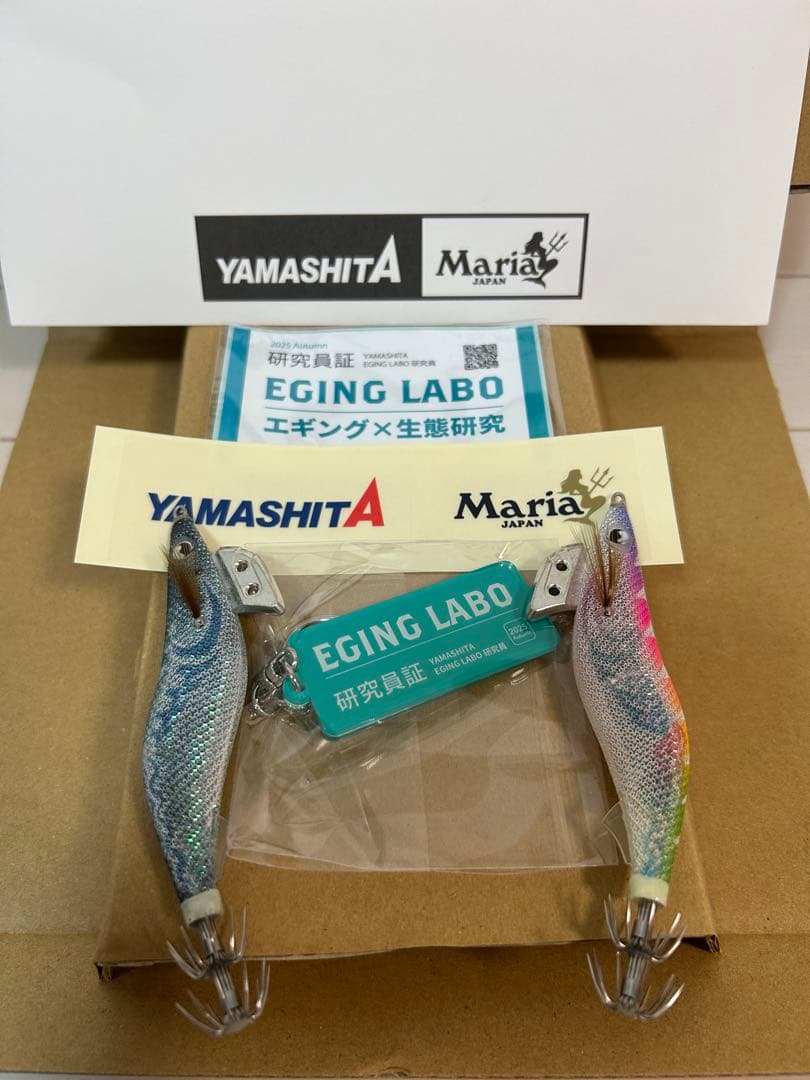 YAMASHITA
Maria
JAPAN
2025 Autumn
研究員証
YAMASHITA
EGING LABO 研究員
EGING LABO
エギング×生態研究
YAMASHITA
Maria
JAPAN
EGING LABO
研究員証
YAMASHITA
EGING LABO 研究員
2025
Autumn